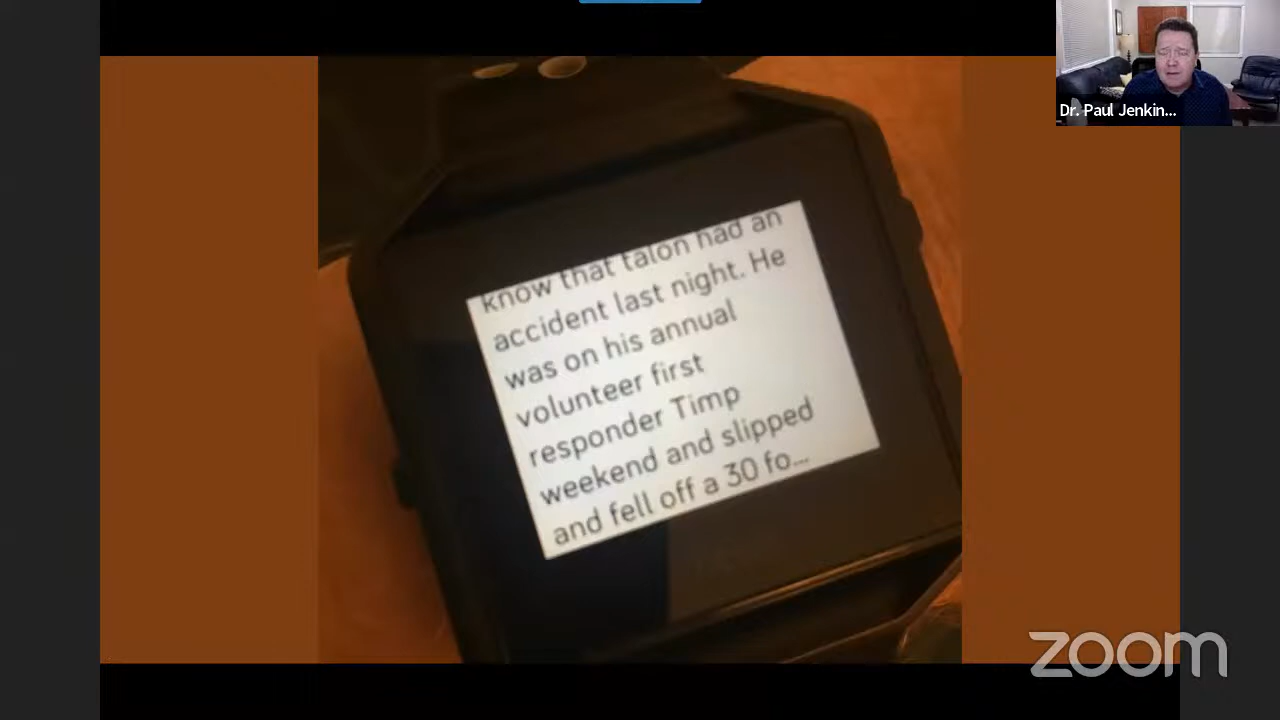 Dr. Paul Jenkin...
know that talon had an
accident last night. He
was on his annual
volunteer first
responder Timp
weekend and slipped
and fell off a 30 fo...
zoom